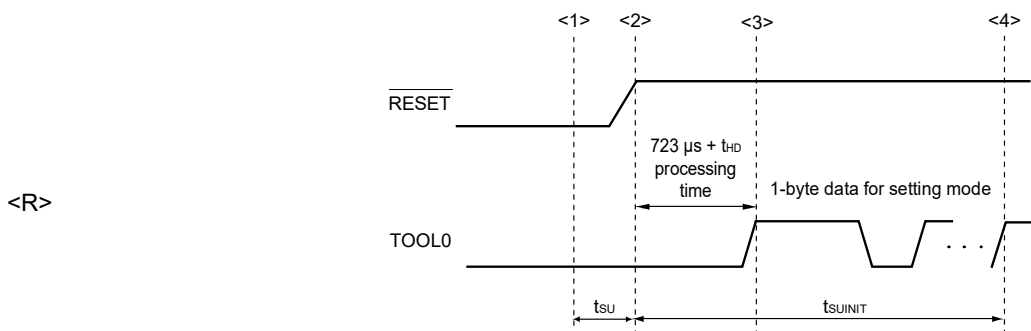 <1> <2> <3> <4>
RESET
723 µs + tHD
processing
time
1-byte data for setting mode
<R>
TOOL0
. . .
tSU
tSUINIT